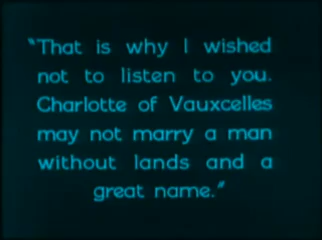 "That is why I wished
not to listen to you.
Charlotte of Vauxcelles
may not marry a man
without lands and a
great name."